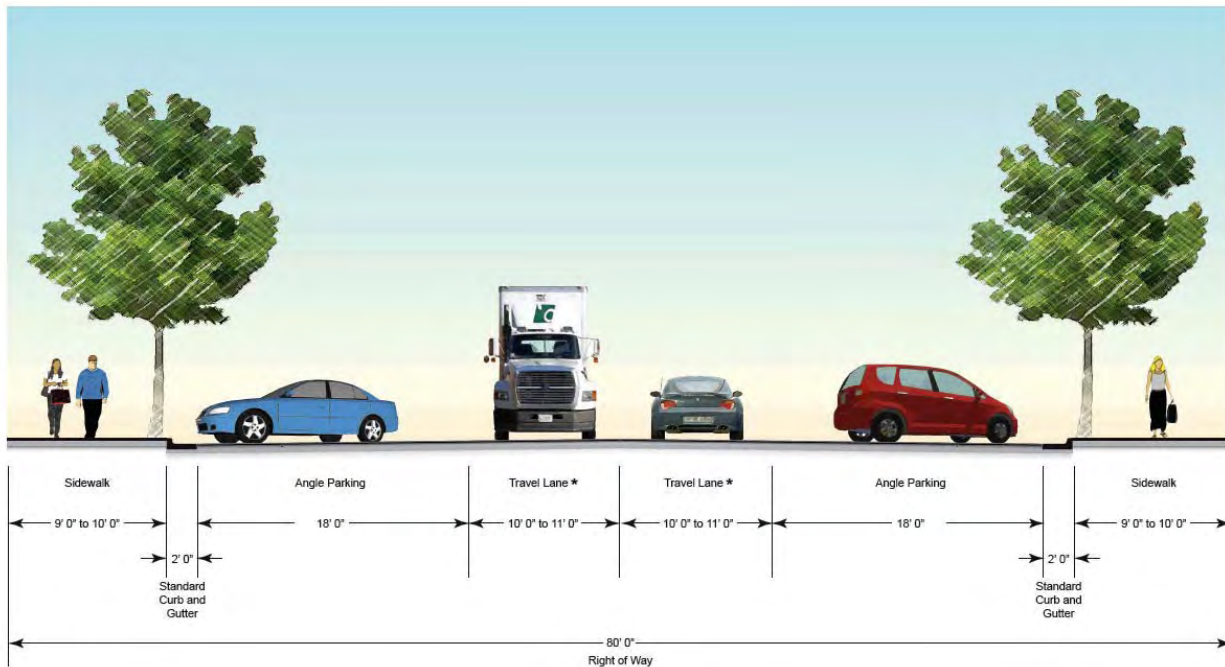 Sidewalk
Angle Parking
Travel Lane *
Travel Lane *
Angle Parking
Sidewalk
9' 0" to 10' 0"
18' 0"
10' 0" to 11' 0"
10' 0" to 11' 0"
18' 0"
9' 0" to 10' 0"
2' 0"
2' 0"
Standard
Curb and
Gutter
Standard
Curb and
Gutter
80' 0"
Right of Way